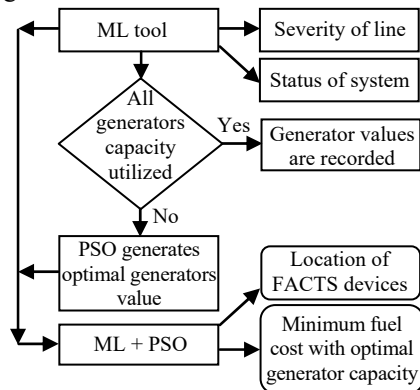 ML tool
Severity of line
Status of system
All
generators
capacity
utilized
Yes
Generator values
are recorded
No
PSO generates
optimal generators
value
Location of
FACTS devices
ML + PSO
Minimum fuel
cost with optimal
generator capacity